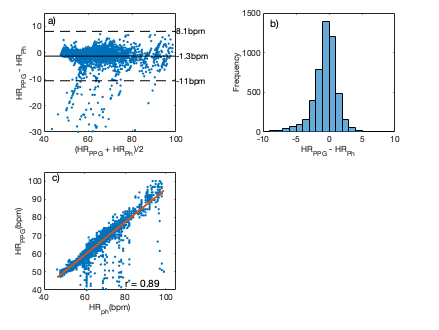 a)
10
0
-10
-20
-30
HR_PPG - HR_Ph
8.1bpm
-1.3bpm
-11bpm
40 60 80 100
(HR_PPG + HR_Ph)/2
b)
1500
1000
500
0
Frequency
-10 -5 0 5 10
HR_PPG - HR_Ph
c)
100
90
80
70
60
50
40
HR_PPG(bpm)
r = 0.89
40 60 80 100
HR_ph(bpm)